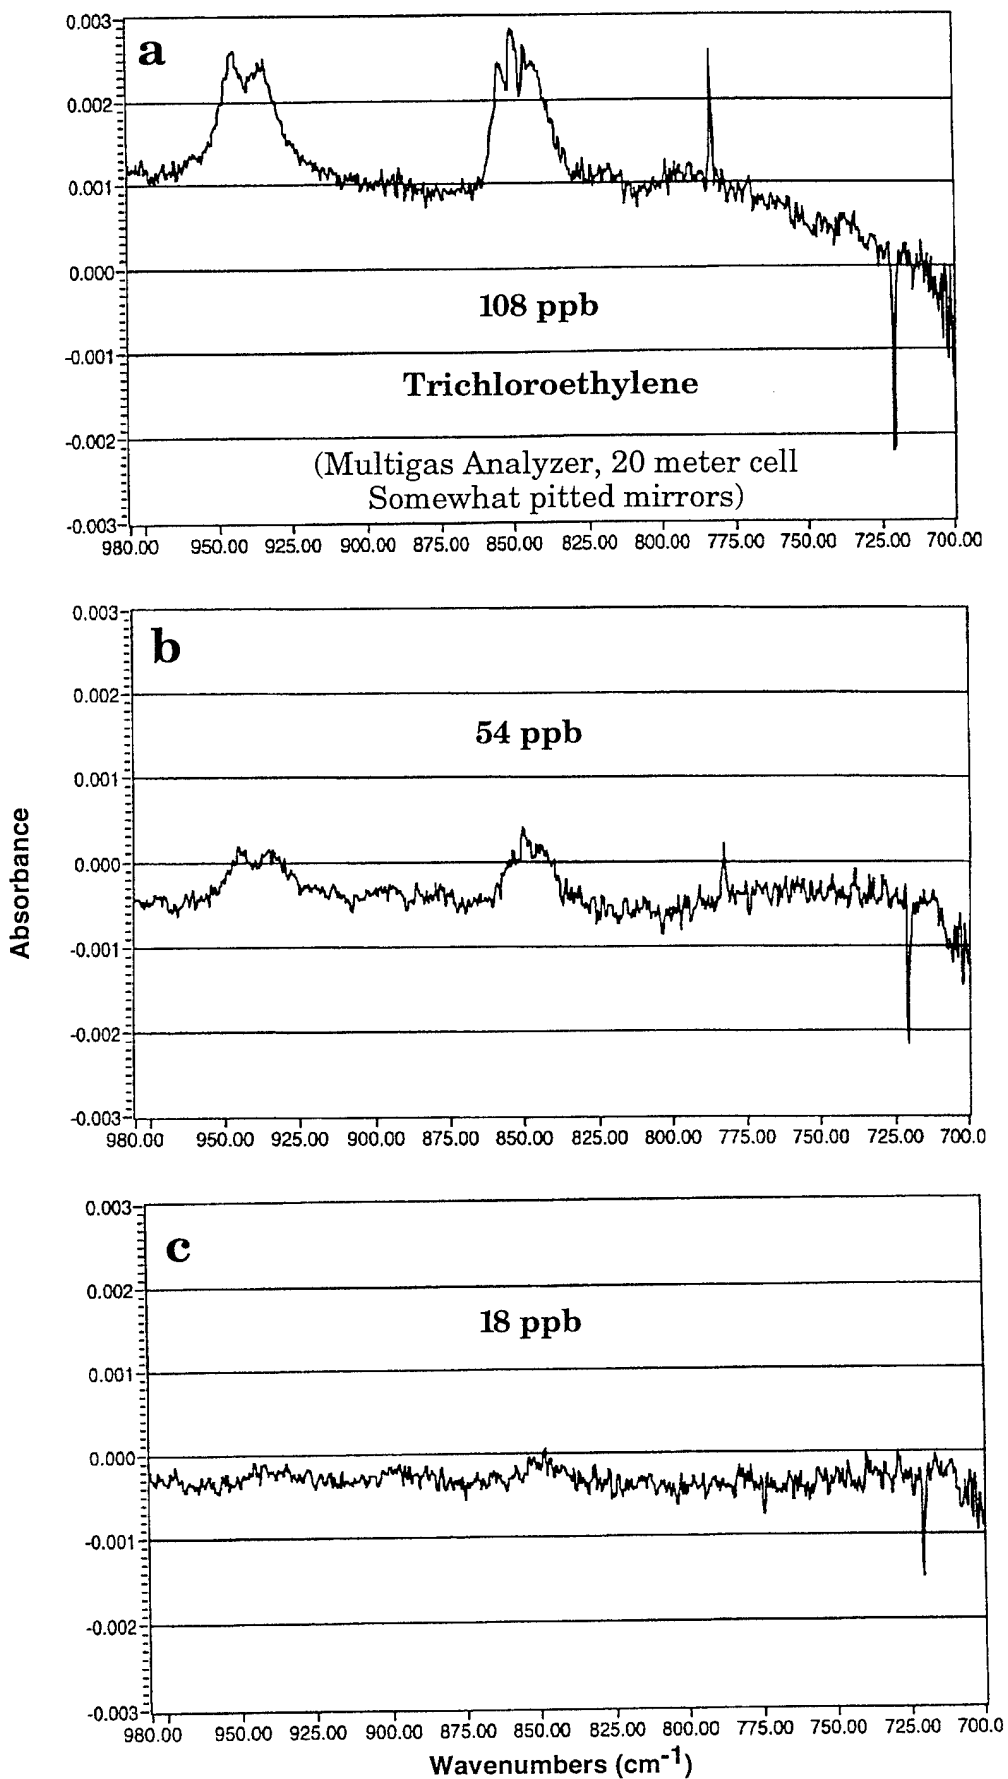 a
0.003
0.002
0.001
0.000
-0.001
-0.002
-0.003
108 ppb
Trichloroethylene
(Multigas Analyzer, 20 meter cell
Somewhat pitted mirrors)
980.00 950.00 925.00 900.00 875.00 850.00 825.00 800.00 775.00 750.00 725.00 700.00
b
0.003
0.002
0.001
0.000
-0.001
-0.002
-0.003
54 ppb
980.00 950.00 925.00 900.00 875.00 850.00 825.00 800.00 775.00 750.00 725.00 700.0
Absorbance
c
0.003
0.002
0.001
0.000
-0.001
-0.002
-0.003
18 ppb
980.00 950.00 925.00 900.00 875.00 850.00 825.00 800.00 775.00 750.00 725.00 700.0
Wavenumbers (cm⁻¹)